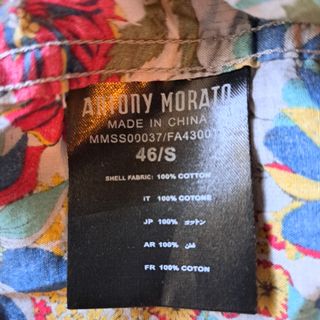 ANTONY MORATO
MADE IN CHINA
MMSS00037/FA43001
46/S
SHELL FABRIC: 100% COTTON
IT 100% COTONE
JP 100% コットン
AR 100% قطن
FR 100% COTON